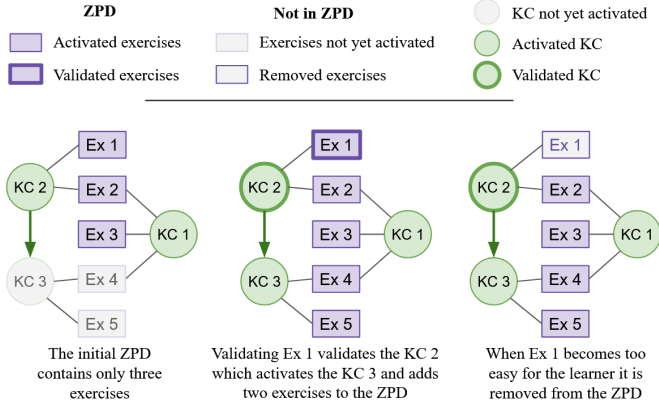 ZPD
Not in ZPD
KC not yet activated
Activated exercises
Exercises not yet activated
Activated KC
Validated exercises
Removed exercises
Validated KC
Ex 1
KC 2
Ex 2
Ex 3
KC 1
KC 3
Ex 4
Ex 5
The initial ZPD
contains only three
exercises
Ex 1
KC 2
Ex 2
Ex 3
KC 1
KC 3
Ex 4
Ex 5
Validating Ex 1 validates the KC 2
which activates the KC 3 and adds
two exercises to the ZPD
Ex 1
KC 2
Ex 2
Ex 3
KC 1
KC 3
Ex 4
Ex 5
When Ex 1 becomes too
easy for the learner it is
removed from the ZPD